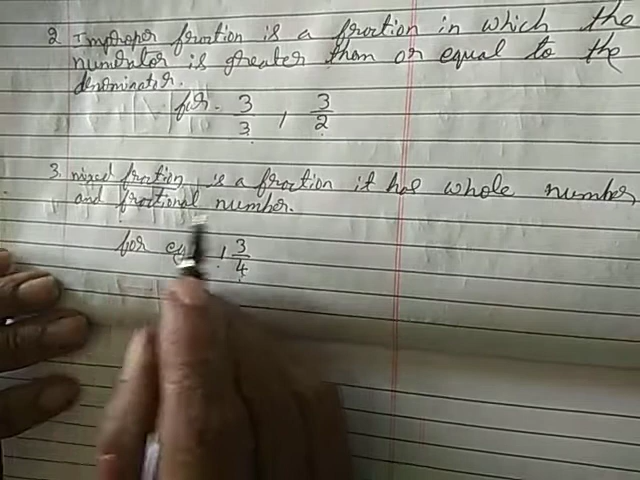 2 Improper fraction is a fraction in which the
numerator is greater than or equal to the
denominator.
for. 3/3 , 3/2
3. mixed fraction is a fraction it has whole number
and fractional number.
for eg 1 3/4